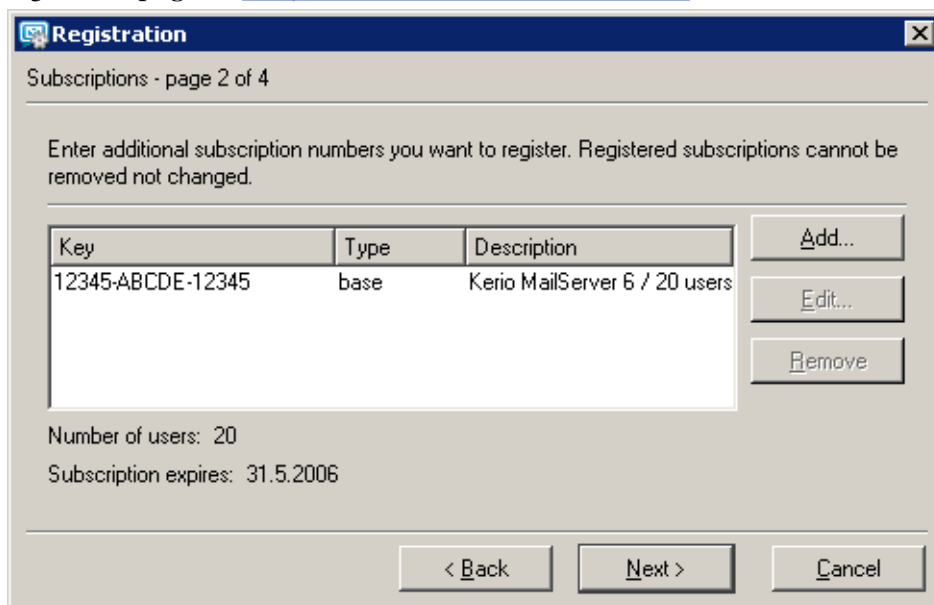 Registration
Subscriptions - page 2 of 4
Enter additional subscription numbers you want to register. Registered subscriptions cannot be
removed not changed.
Key Type Description
12345-ABCDE-12345 base Kerio MailServer 6 / 20 users
Add...
Edit...
Remove
Number of users: 20
Subscription expires: 31.5.2006
< Back Next > Cancel